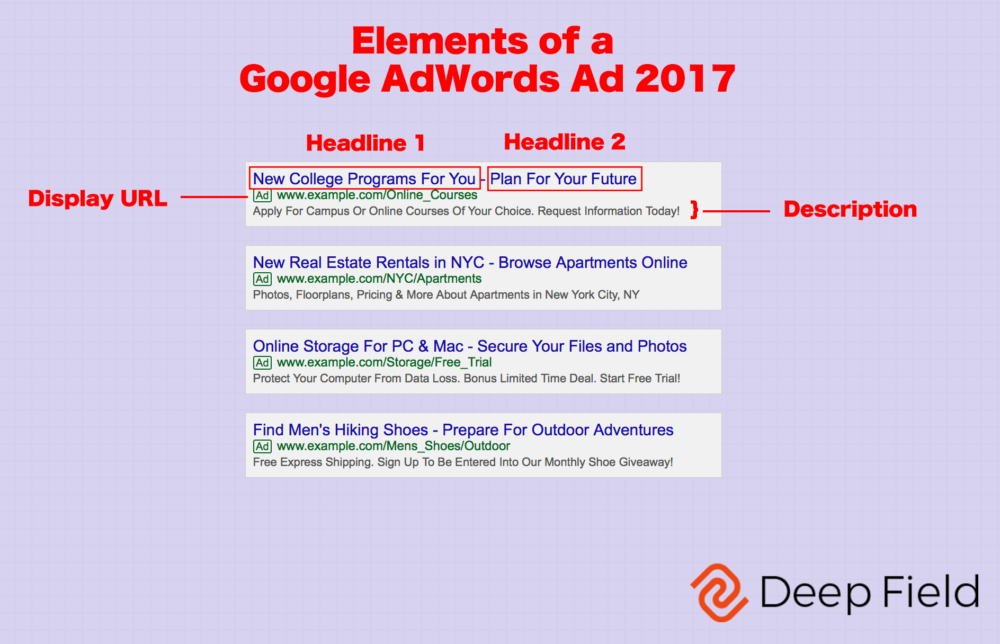 Elements of a
Google AdWords Ad 2017
Headline 1 Headline 2
New College Programs For You - Plan For Your Future
Display URL
Ad www.example.com/Online_Courses
Apply For Campus Or Online Courses Of Your Choice. Request Information Today! } Description
New Real Estate Rentals in NYC - Browse Apartments Online
Ad www.example.com/NYC/Apartments
Photos, Floorplans, Pricing & More About Apartments in New York City, NY
Online Storage For PC & Mac - Secure Your Files and Photos
Ad www.example.com/Storage/Free_Trial
Protect Your Computer From Data Loss. Bonus Limited Time Deal. Start Free Trial!
Find Men's Hiking Shoes - Prepare For Outdoor Adventures
Ad www.example.com/Mens_Shoes/Outdoor
Free Express Shipping. Sign Up To Be Entered Into Our Monthly Shoe Giveaway!
Deep Field